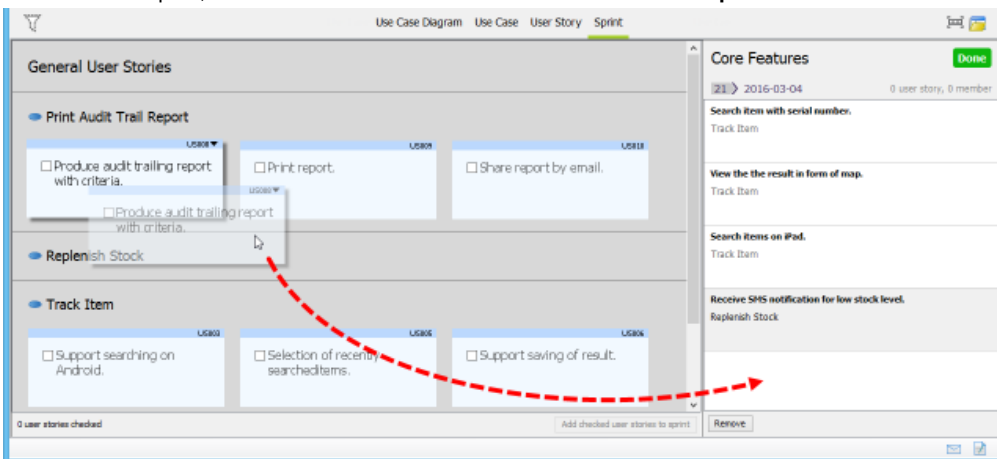 Use Case Diagram Use Case User Story Sprint
General User Stories
Print Audit Trail Report
US008
Produce audit trailing report
with criteria.
US009
Print report.
US010
Share report by email.
US008
Produce audit trailing report
with criteria.
Replenish Stock
Track Item
US003
Support searching on
Android.
US005
Selection of recently
searcheditems.
US006
Support saving of result.
0 user stories checked
Add checked user stories to sprint
Core Features
Done
21 2016-03-04
0 user story, 0 member
Search item with serial number.
Track Item
View the the result in form of map.
Track Item
Search items on iPad.
Track Item
Receive SMS notification for low stock level.
Replenish Stock
Remove